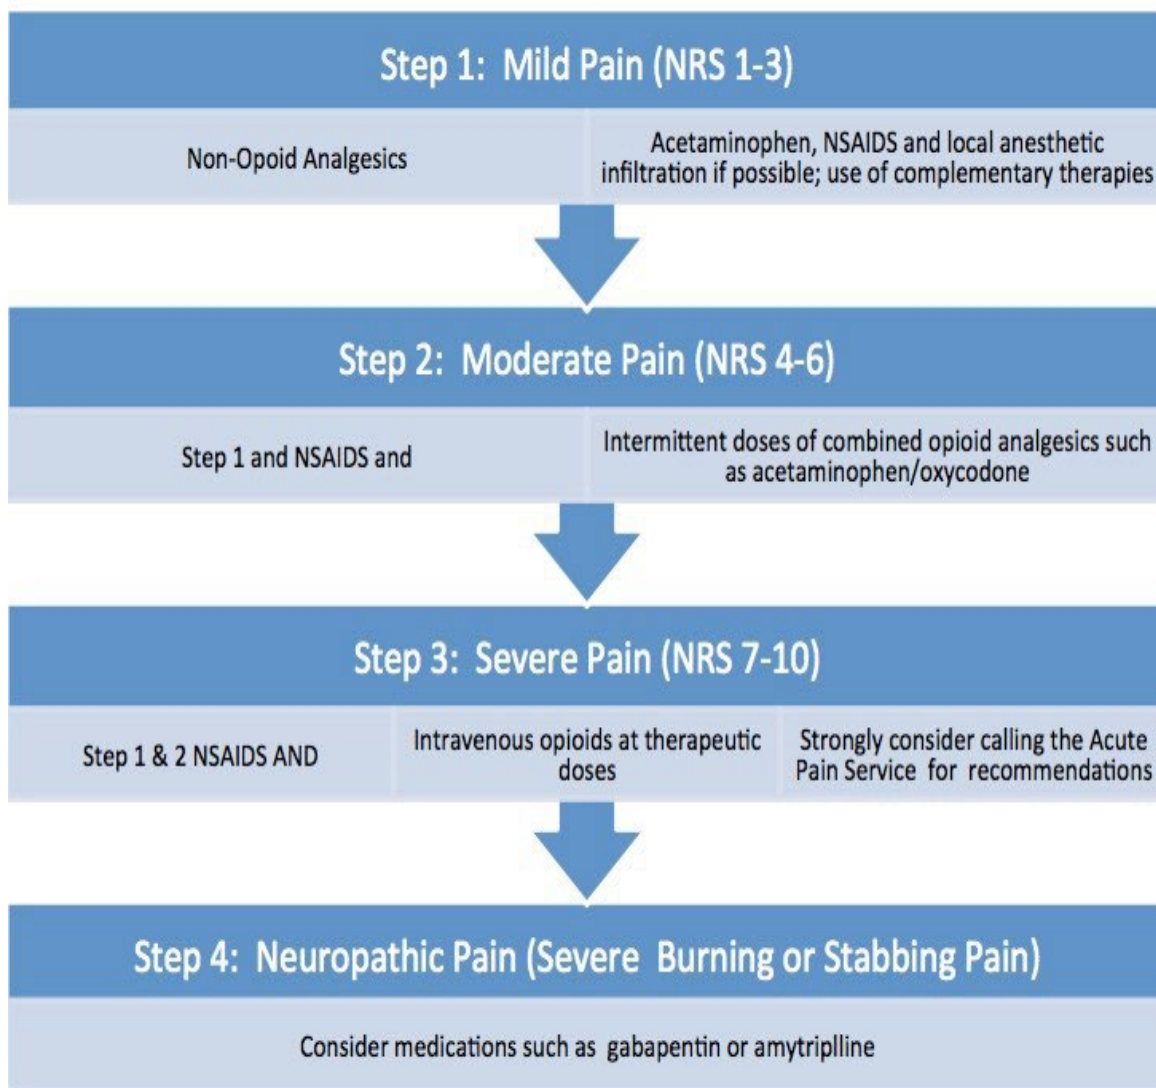 Step 1: Mild Pain (NRS 1-3)
Non-Opoid Analgesics
Acetaminophen, NSAIDS and local anesthetic
infiltration if possible; use of complementary therapies
Step 2: Moderate Pain (NRS 4-6)
Step 1 and NSAIDS and
Intermittent doses of combined opioid analgesics such
as acetaminophen/oxycodone
Step 3: Severe Pain (NRS 7-10)
Step 1 & 2 NSAIDS AND
Intravenous opioids at therapeutic
doses
Strongly consider calling the Acute
Pain Service for recommendations
Step 4: Neuropathic Pain (Severe Burning or Stabbing Pain)
Consider medications such as gabapentin or amytriplline